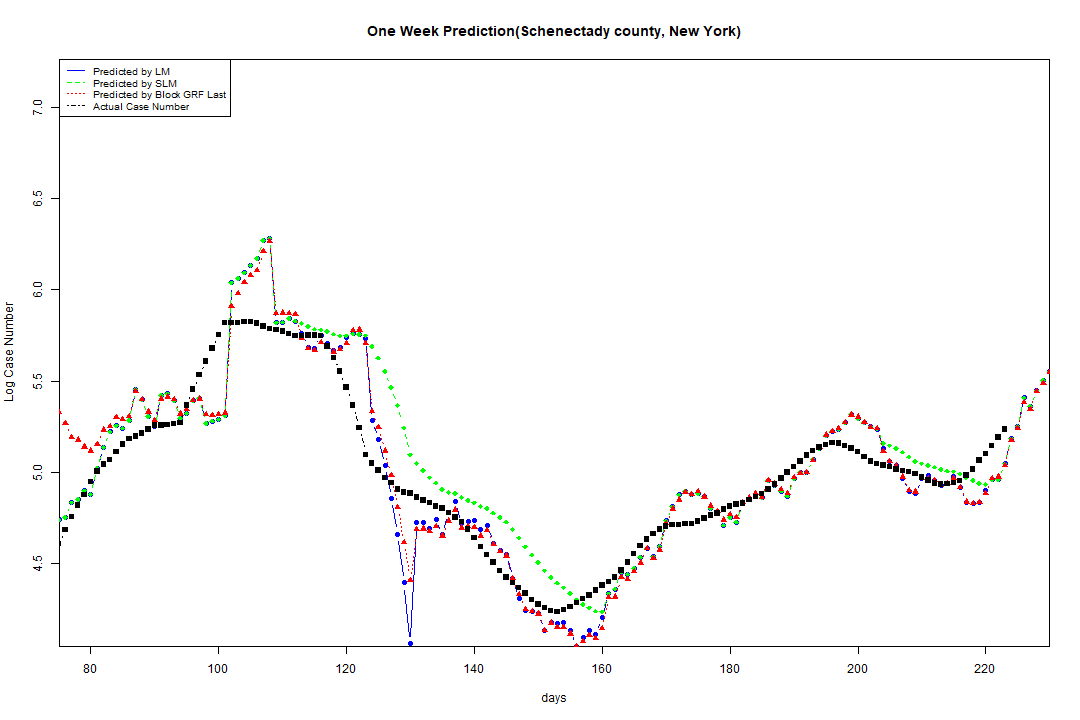 One Week Prediction(Schenectady county, New York)
Predicted by LM
Predicted by SLM
Predicted by Block GRF Last
Actual Case Number
7.0
6.5
6.0
5.5
5.0
4.5
Log Case Number
80 100 120 140 160 180 200 220
days